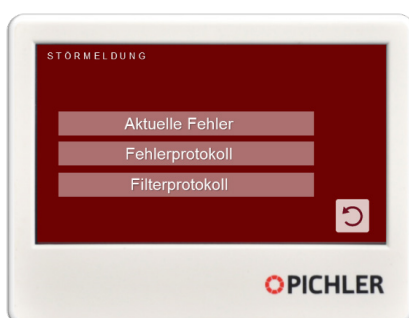 STÖRMELDUNG
Aktuelle Fehler
Fehlerprotokoll
Filterprotokoll
PICHLER